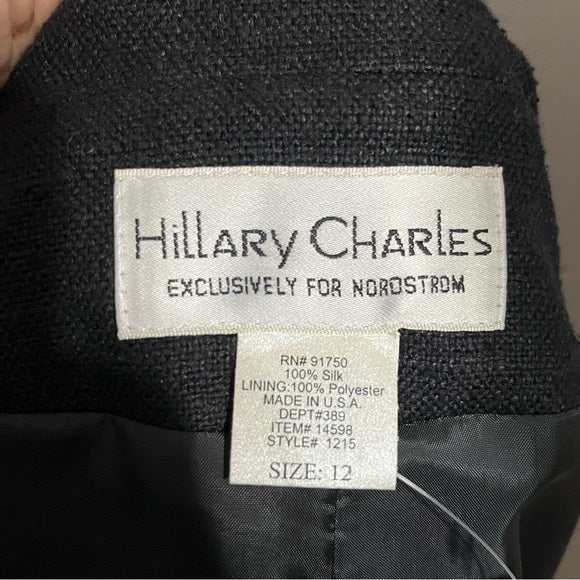 Hillary Charles
EXCLUSIVELY FOR NORDSTROM
RN# 91750
100% Silk
LINING:100% Polyester
MADE IN U.S.A.
DEPT#389
ITEM# 14598
STYLE# 1215
SIZE: 12